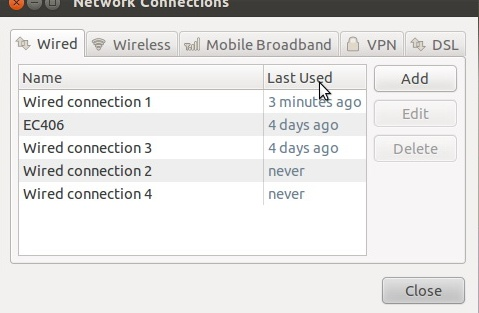 Network Connections
Wired Wireless Mobile Broadband VPN DSL
Name Last Used Add
Wired connection 1 3 minutes ago
EC406 4 days ago Edit
Wired connection 3 4 days ago Delete
Wired connection 2 never
Wired connection 4 never
Close